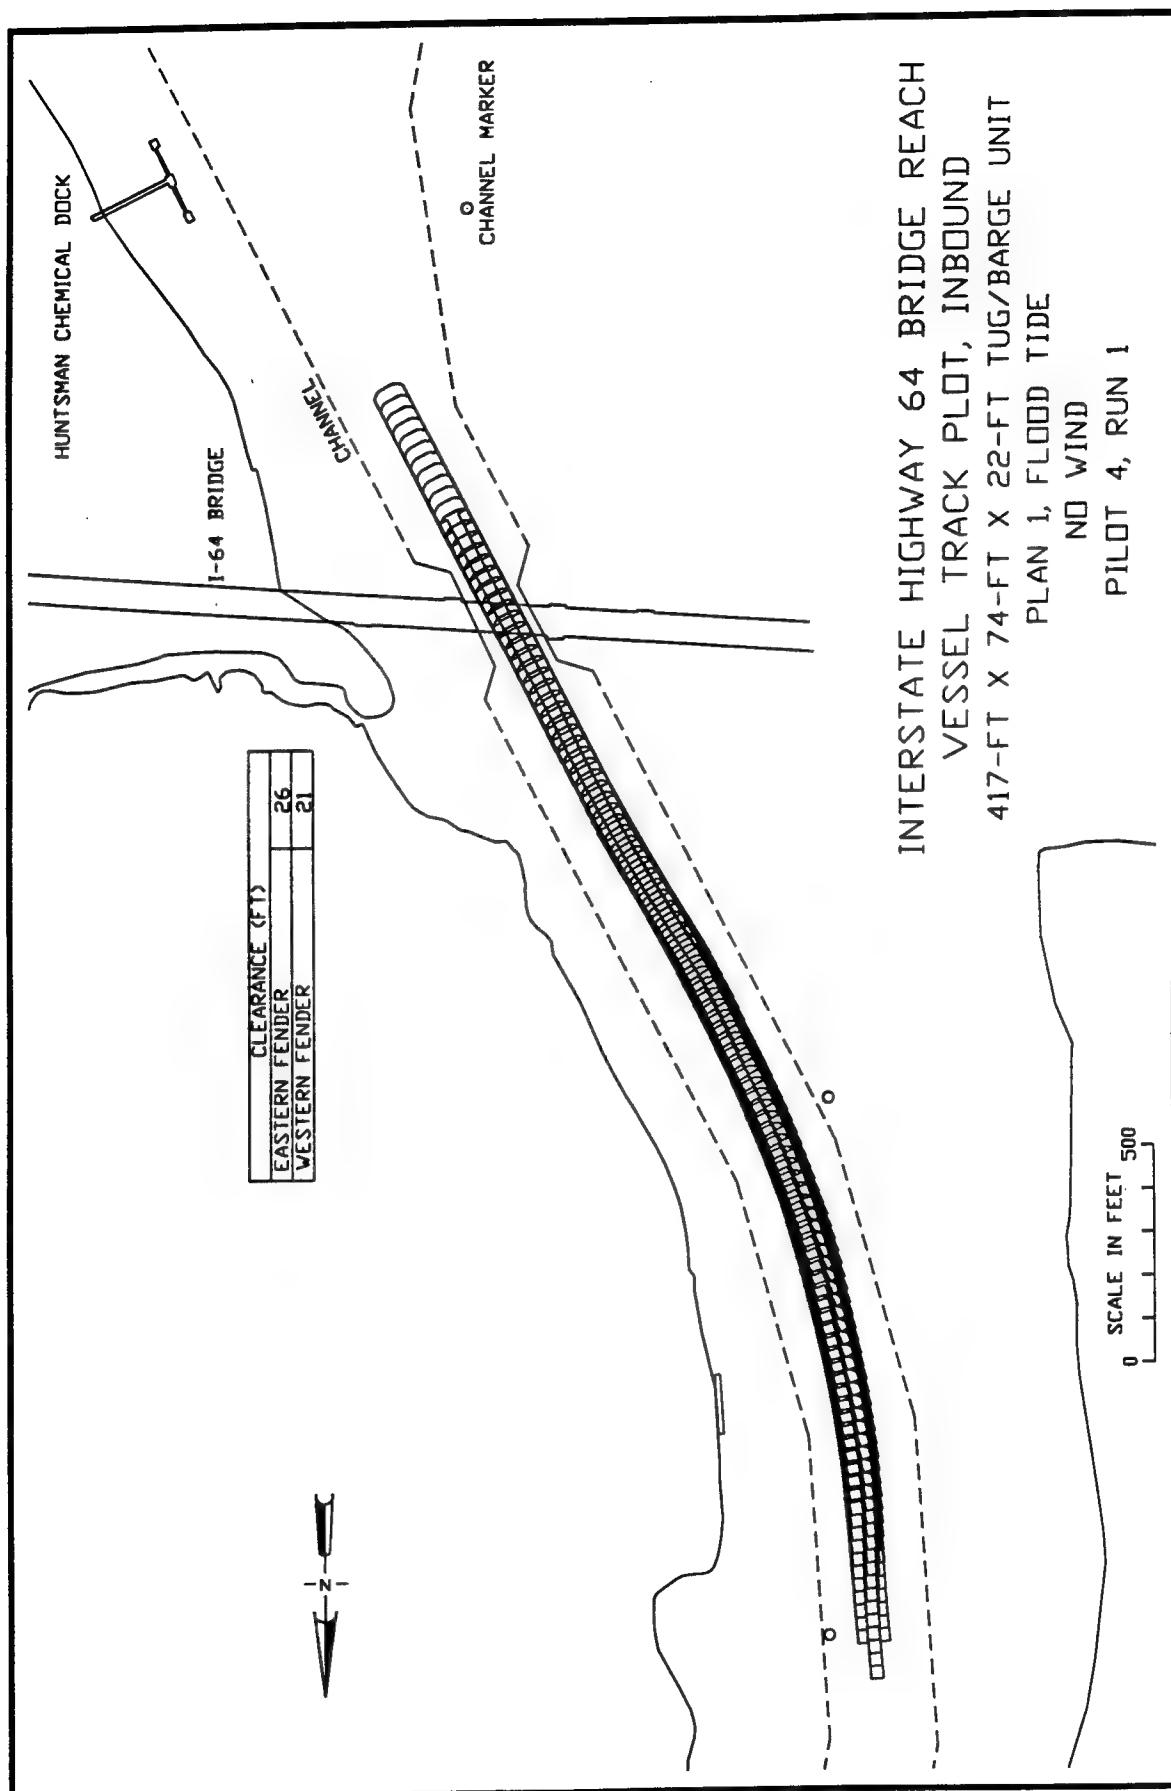 HUNTSMAN CHEMICAL DOCK
CHANNEL MARKER
CHANNEL
I-64 BRIDGE
CLEARANCE (FT)
EASTERN FENDER 26
WESTERN FENDER 21
N
INTERSTATE HIGHWAY 64 BRIDGE REACH
VESSEL TRACK PLOT, INBOUND
417-FT X 74-FT X 22-FT TUG/BARGE UNIT
PLAN 1, FLOOD TIDE
NO WIND
PILOT 4, RUN 1
SCALE IN FEET
0 500